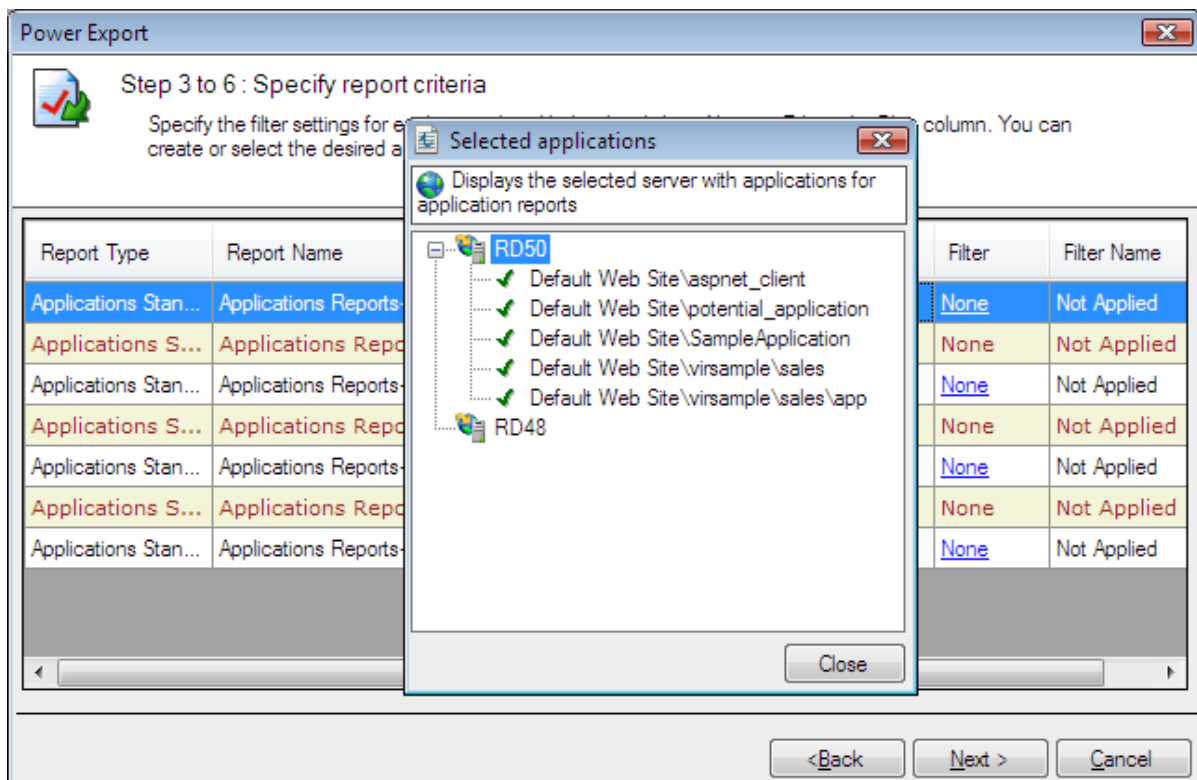 Power Export
Step 3 to 6 : Specify report criteria
Specify the filter settings for column. You can
create or select the desired
Selected applications
Displays the selected server with applications for
application reports
Report Type Report Name Filter Filter Name
RD50
Default Web Site\aspnet_client
Default Web Site\potential_application
Default Web Site\SampleApplication
Default Web Site\virsample\sales
Default Web Site\virsample\sales\app
RD48
Applications Stan... Applications Reports- None Not Applied
Applications S... Applications Repo None Not Applied
Applications Stan... Applications Reports- None Not Applied
Applications S... Applications Repo None Not Applied
Applications Stan... Applications Reports- None Not Applied
Applications S... Applications Repo None Not Applied
Applications Stan... Applications Reports- None Not Applied
Close
<Back Next > Cancel